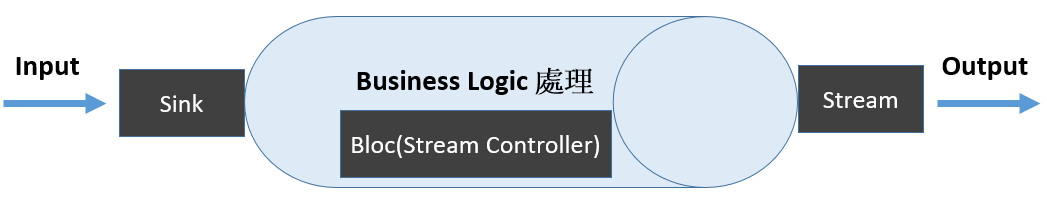 Input
Sink
Business Logic 處理
Bloc(Stream Controller)
Stream
Output